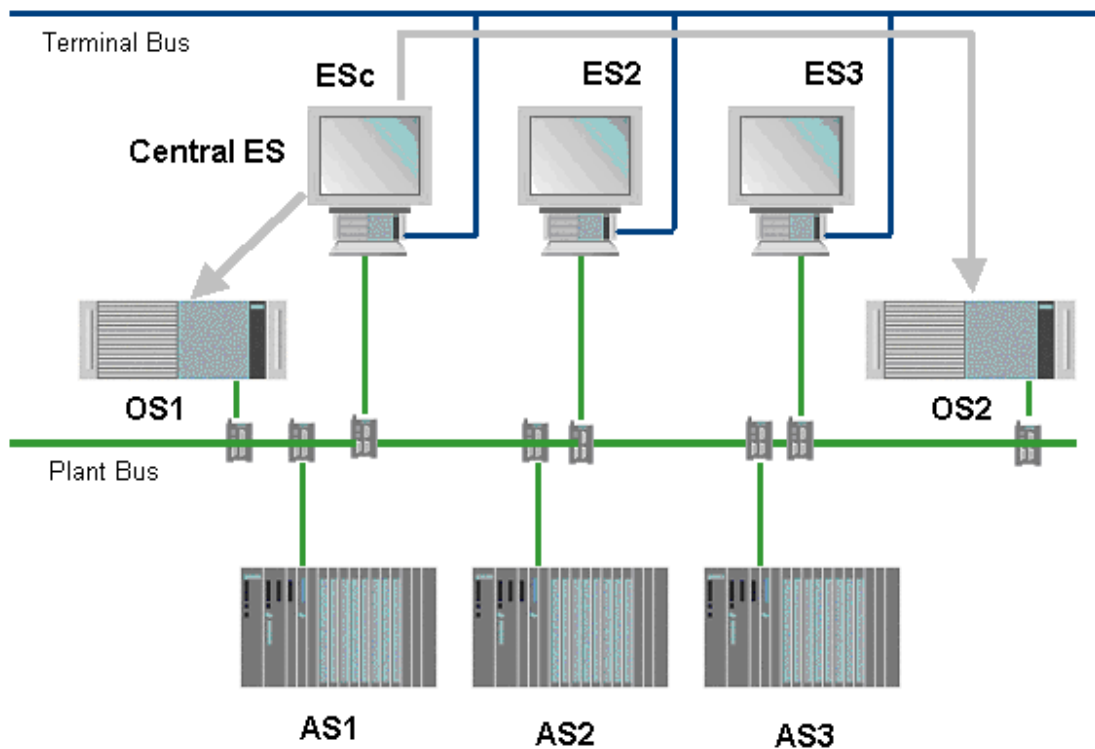 Terminal Bus
ESc
ES2
ES3
Central ES
OS1
OS2
Plant Bus
AS1
AS2
AS3